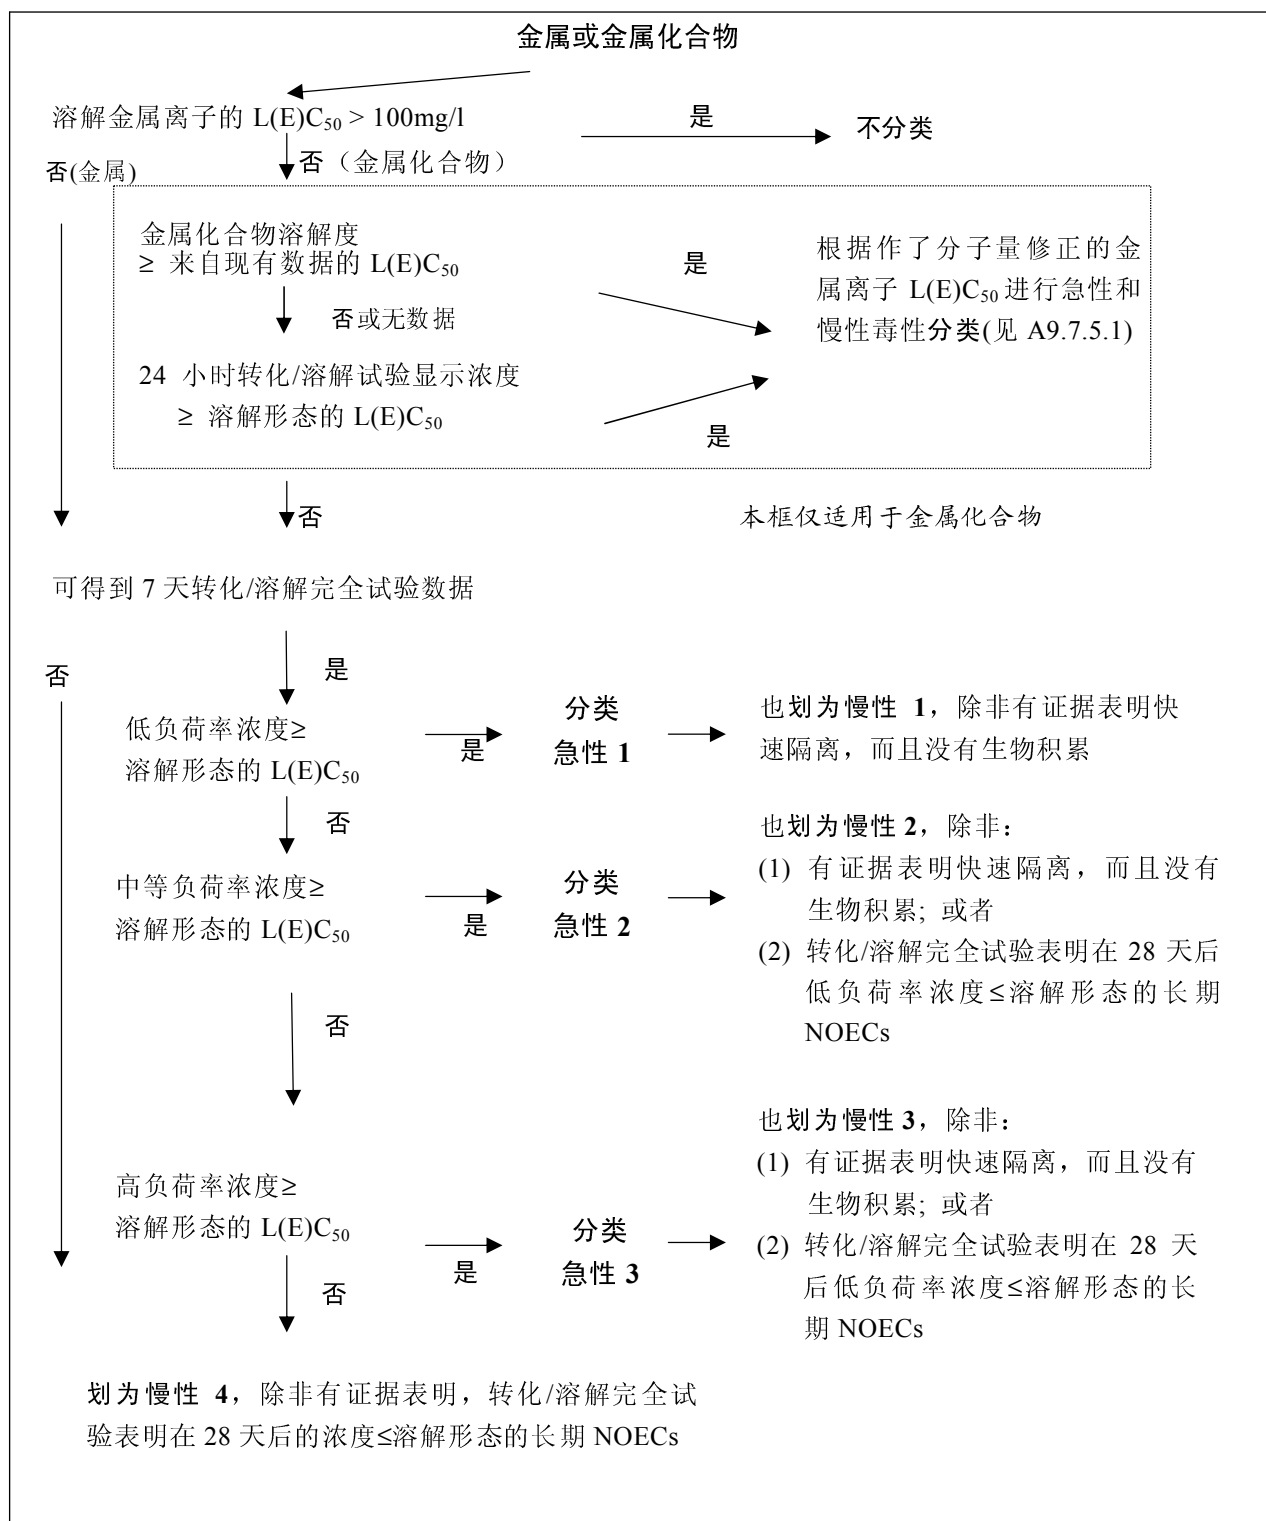 金属或金属化合物
溶解金属离子的 L(E)C50 > 100mg/l
是
不分类
否(金属)
否（金属化合物）
金属化合物溶解度
≥ 来自现有数据的 L(E)C50
是
否或无数据
根据作了分子量修正的金
属离子 L(E)C50 进行急性和
慢性毒性分类(见 A9.7.5.1)
24 小时转化/溶解试验显示浓度
≥ 溶解形态的 L(E)C50
是
否
本框仅适用于金属化合物
可得到 7 天转化/溶解完全试验数据
否
是
低负荷率浓度≥
溶解形态的 L(E)C50
是
分类
急性 1
也划为慢性 1，除非有证据表明快
速隔离，而且没有生物积累
否
中等负荷率浓度≥
溶解形态的 L(E)C50
是
分类
急性 2
也划为慢性 2，除非：
(1) 有证据表明快速隔离，而且没有
生物积累; 或者
(2) 转化/溶解完全试验表明在 28 天后
低负荷率浓度≤溶解形态的长期
NOECs
否
高负荷率浓度≥
溶解形态的 L(E)C50
是
分类
急性 3
也划为慢性 3，除非：
(1) 有证据表明快速隔离，而且没有
生物积累; 或者
(2) 转化/溶解完全试验表明在 28 天
后低负荷率浓度≤溶解形态的长
期 NOECs
否
划为慢性 4，除非有证据表明，转化/溶解完全试
验表明在 28 天后的浓度≤溶解形态的长期 NOECs